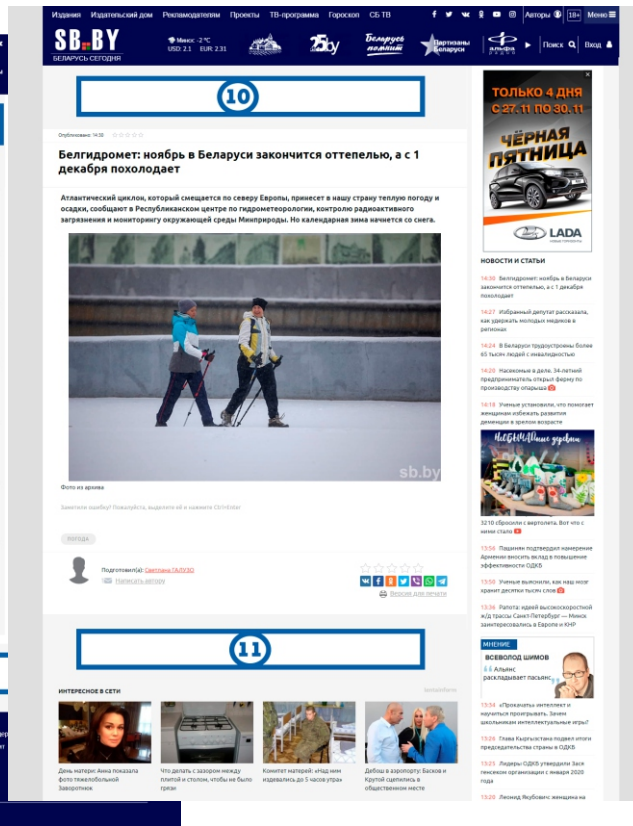 Издания Издательский дом Рекламодателям Проекты ТВ-программа Гороскоп СБ ТВ Авторы 18+ Меню
SB.BY
БЕЛАРУСЬ СЕГОДНЯ
Минск: -2 °C
USD: 2.1 EUR 2.31
25by
Беларусь
помнит
Партизаны
Беларуси
альфа
радио
Поиск Вход
10
Опубликовано: 14:30
Белгидромет: ноябрь в Беларуси закончится оттепелью, а с 1
декабря похолодает
Атлантический циклон, который смещается по северу Европы, принесет в нашу страну теплую погоду и
осадки, сообщают в Республиканском центре по гидрометеорологии, контролю радиоактивного
загрязнения и мониторингу окружающей среды Минприроды. Но календарная зима начнется со снега.
sb.by
Фото из архива
Заметили ошибку? Пожалуйста, выделите её и нажмите Ctrl+Enter
ПОГОДА
Подготовил(а): Светлана ГАЛУЗО
Написать автору
Версия для печати
11
ИНТЕРЕСНОЕ В СЕТИ
День матери: Анна показала
фото тяжелобольной
Заворотнюк
Что делать с зазором между
плитой и столом, чтобы не было
грязи
Комитет матерей: «Над ним
издевались до 5 часов утра»
Дебош в аэропорту: Басков и
Крутой сцепились в
общественном месте
ТОЛЬКО 4 ДНЯ
С 27.11 ПО 30.11
ЧЁРНАЯ
ПЯТНИЦА
LADA
НОВОСТИ И СТАТЬИ
14:30 Белгидромет: ноябрь в Беларуси
закончится оттепелью, а с 1 декабря
похолодает
14:27 Избранный депутат рассказала,
как удержать молодых медиков в
регионах
14:24 В Беларуси трудоустроены более
65 тысяч людей с инвалидностью
14:20 Насекомые в деле. 34-летний
предприниматель открыл ферму по
производству опарыша
14:18 Ученые установили, что помогает
женщинам избежать развития
деменции в зрелом возрасте
НеОБЫЧАЙные деревни
3210 сбросили с вертолета. Вот что с
ними стало
13:56 Пашинян подтвердил намерение
Армении вносить вклад в повышение
эффективности ОДКБ
13:50 Ученые выяснили, как наш мозг
хранит десятки тысяч слов
13:36 Рапота: идеей высокоскоростной
ж/д трассы Санкт-Петербург — Минск
заинтересовались в Европе и КНР
МНЕНИЕ
ВСЕВОЛОД ШИМОВ
Альянс
раскладывает пасьянс
13:34 «Прокачать» интеллект и
научиться проигрывать. Зачем
школьникам интеллектуальные игры?
13:26 Глава Кыргызстана подвел итоги
председательства страны в ОДКБ
13:25 Лидеры ОДКБ утвердили Зася
генсеком организации с января 2020
года
13:20 Леонид Якубович: женщина на